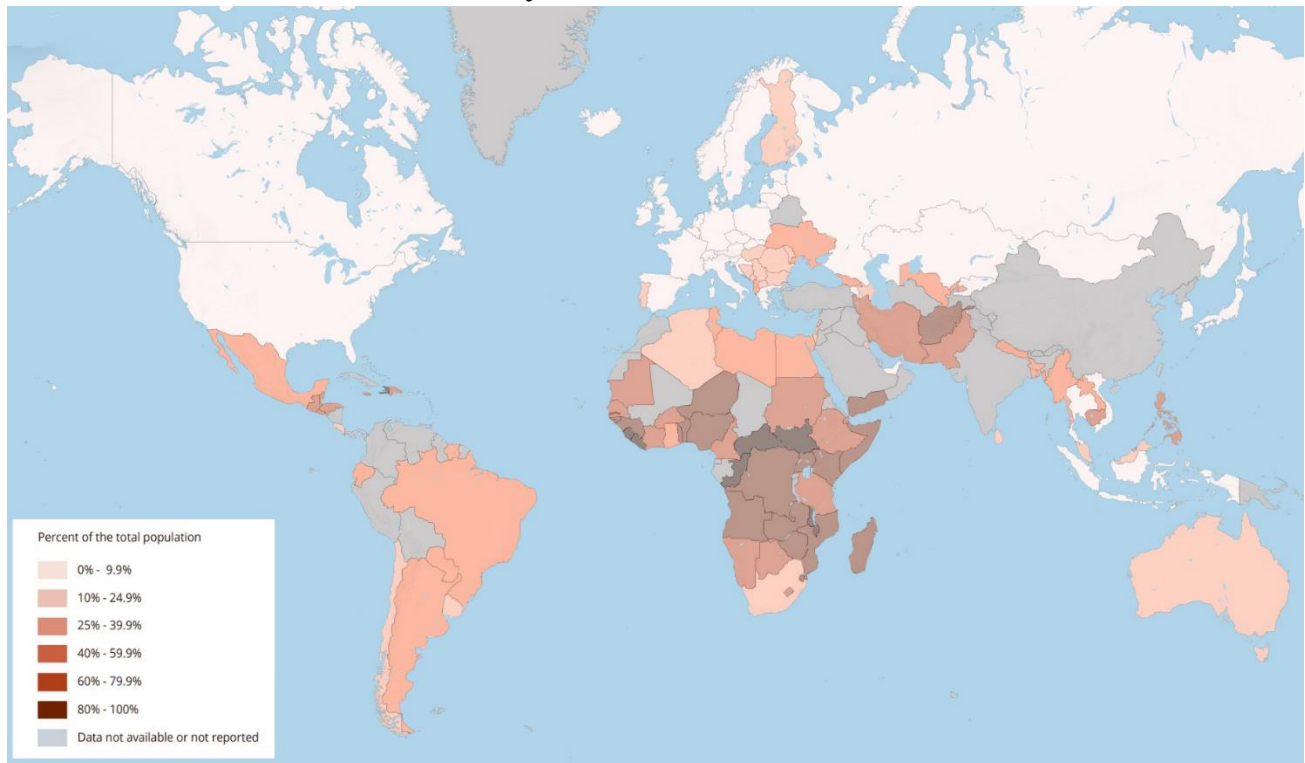 Percent of the total population
0% - 9.9%
10% - 24.9%
25% - 39.9%
40% - 59.9%
60% - 79.9%
80% - 100%
Data not available or not reported